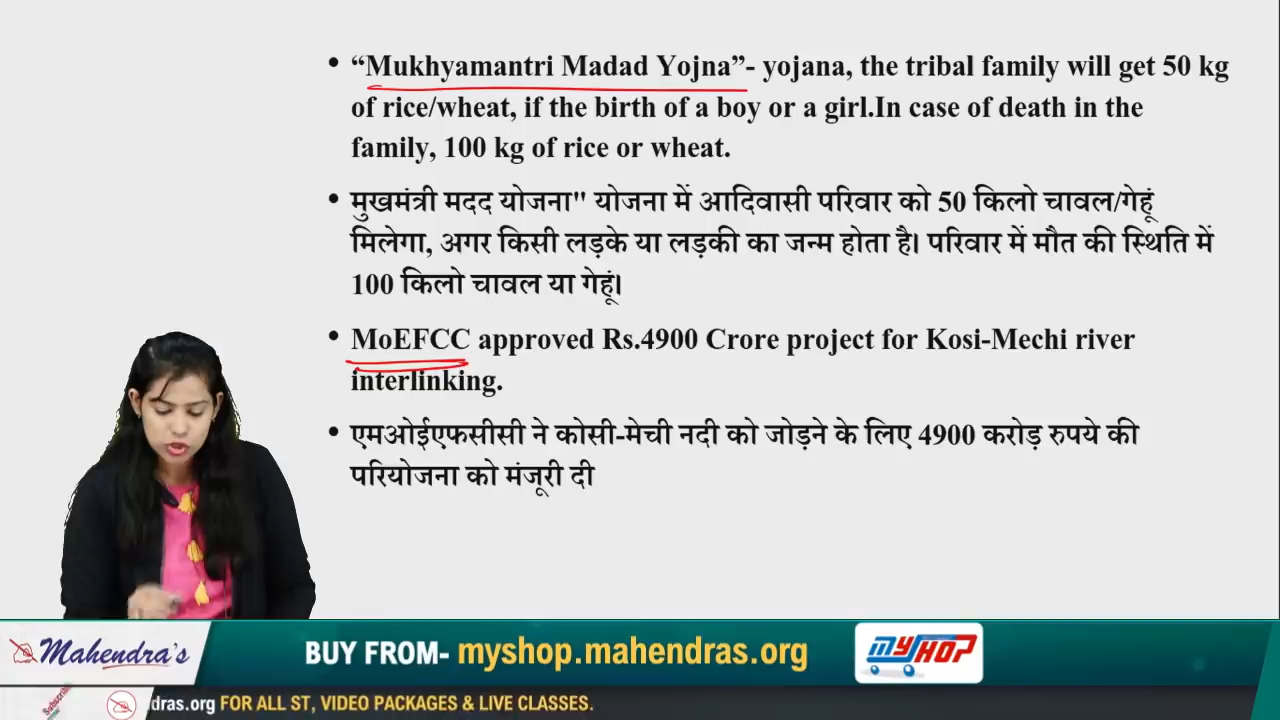 • “Mukhyamantri Madad Yojna”- yojana, the tribal family will get 50 kg
of rice/wheat, if the birth of a boy or a girl.In case of death in the
family, 100 kg of rice or wheat.
• मुखमंत्री मदद योजना" योजना में आदिवासी परिवार को 50 किलो चावल/गेहूं
मिलेगा, अगर किसी लड़के या लड़की का जन्म होता है। परिवार में मौत की स्थिति में
100 किलो चावल या गेहूं।
• MoEFCC approved Rs.4900 Crore project for Kosi-Mechi river
interlinking.
• एमओईएफसीसी ने कोसी-मेची नदी को जोड़ने के लिए 4900 करोड़ रुपये की
परियोजना को मंजूरी दी
Mahendra's
BUY FROM- myshop.mahendras.org
MY SHOP
Subscribe
dras.org FOR ALL ST, VIDEO PACKAGES & LIVE CLASSES.